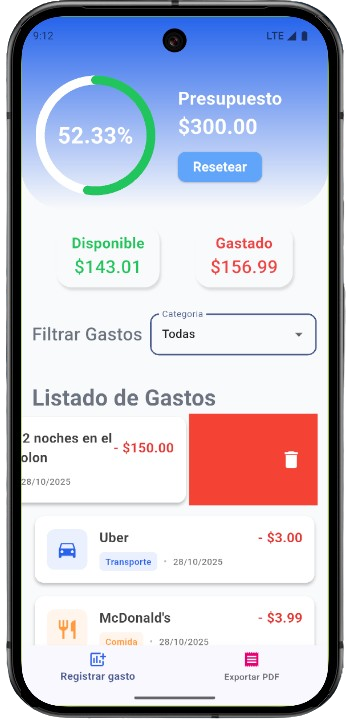 9:12
LTE
52.33%
Presupuesto
$300.00
Resetear
Disponible
$143.01
Gastado
$156.99
Filtrar Gastos
Categoria
Todas
Listado de Gastos
2 noches en el
olon
- $150.00
28/10/2025
Uber
- $3.00
Transporte · 28/10/2025
McDonald's
- $3.99
Comida · 28/10/2025
Registrar gasto
Exportar PDF